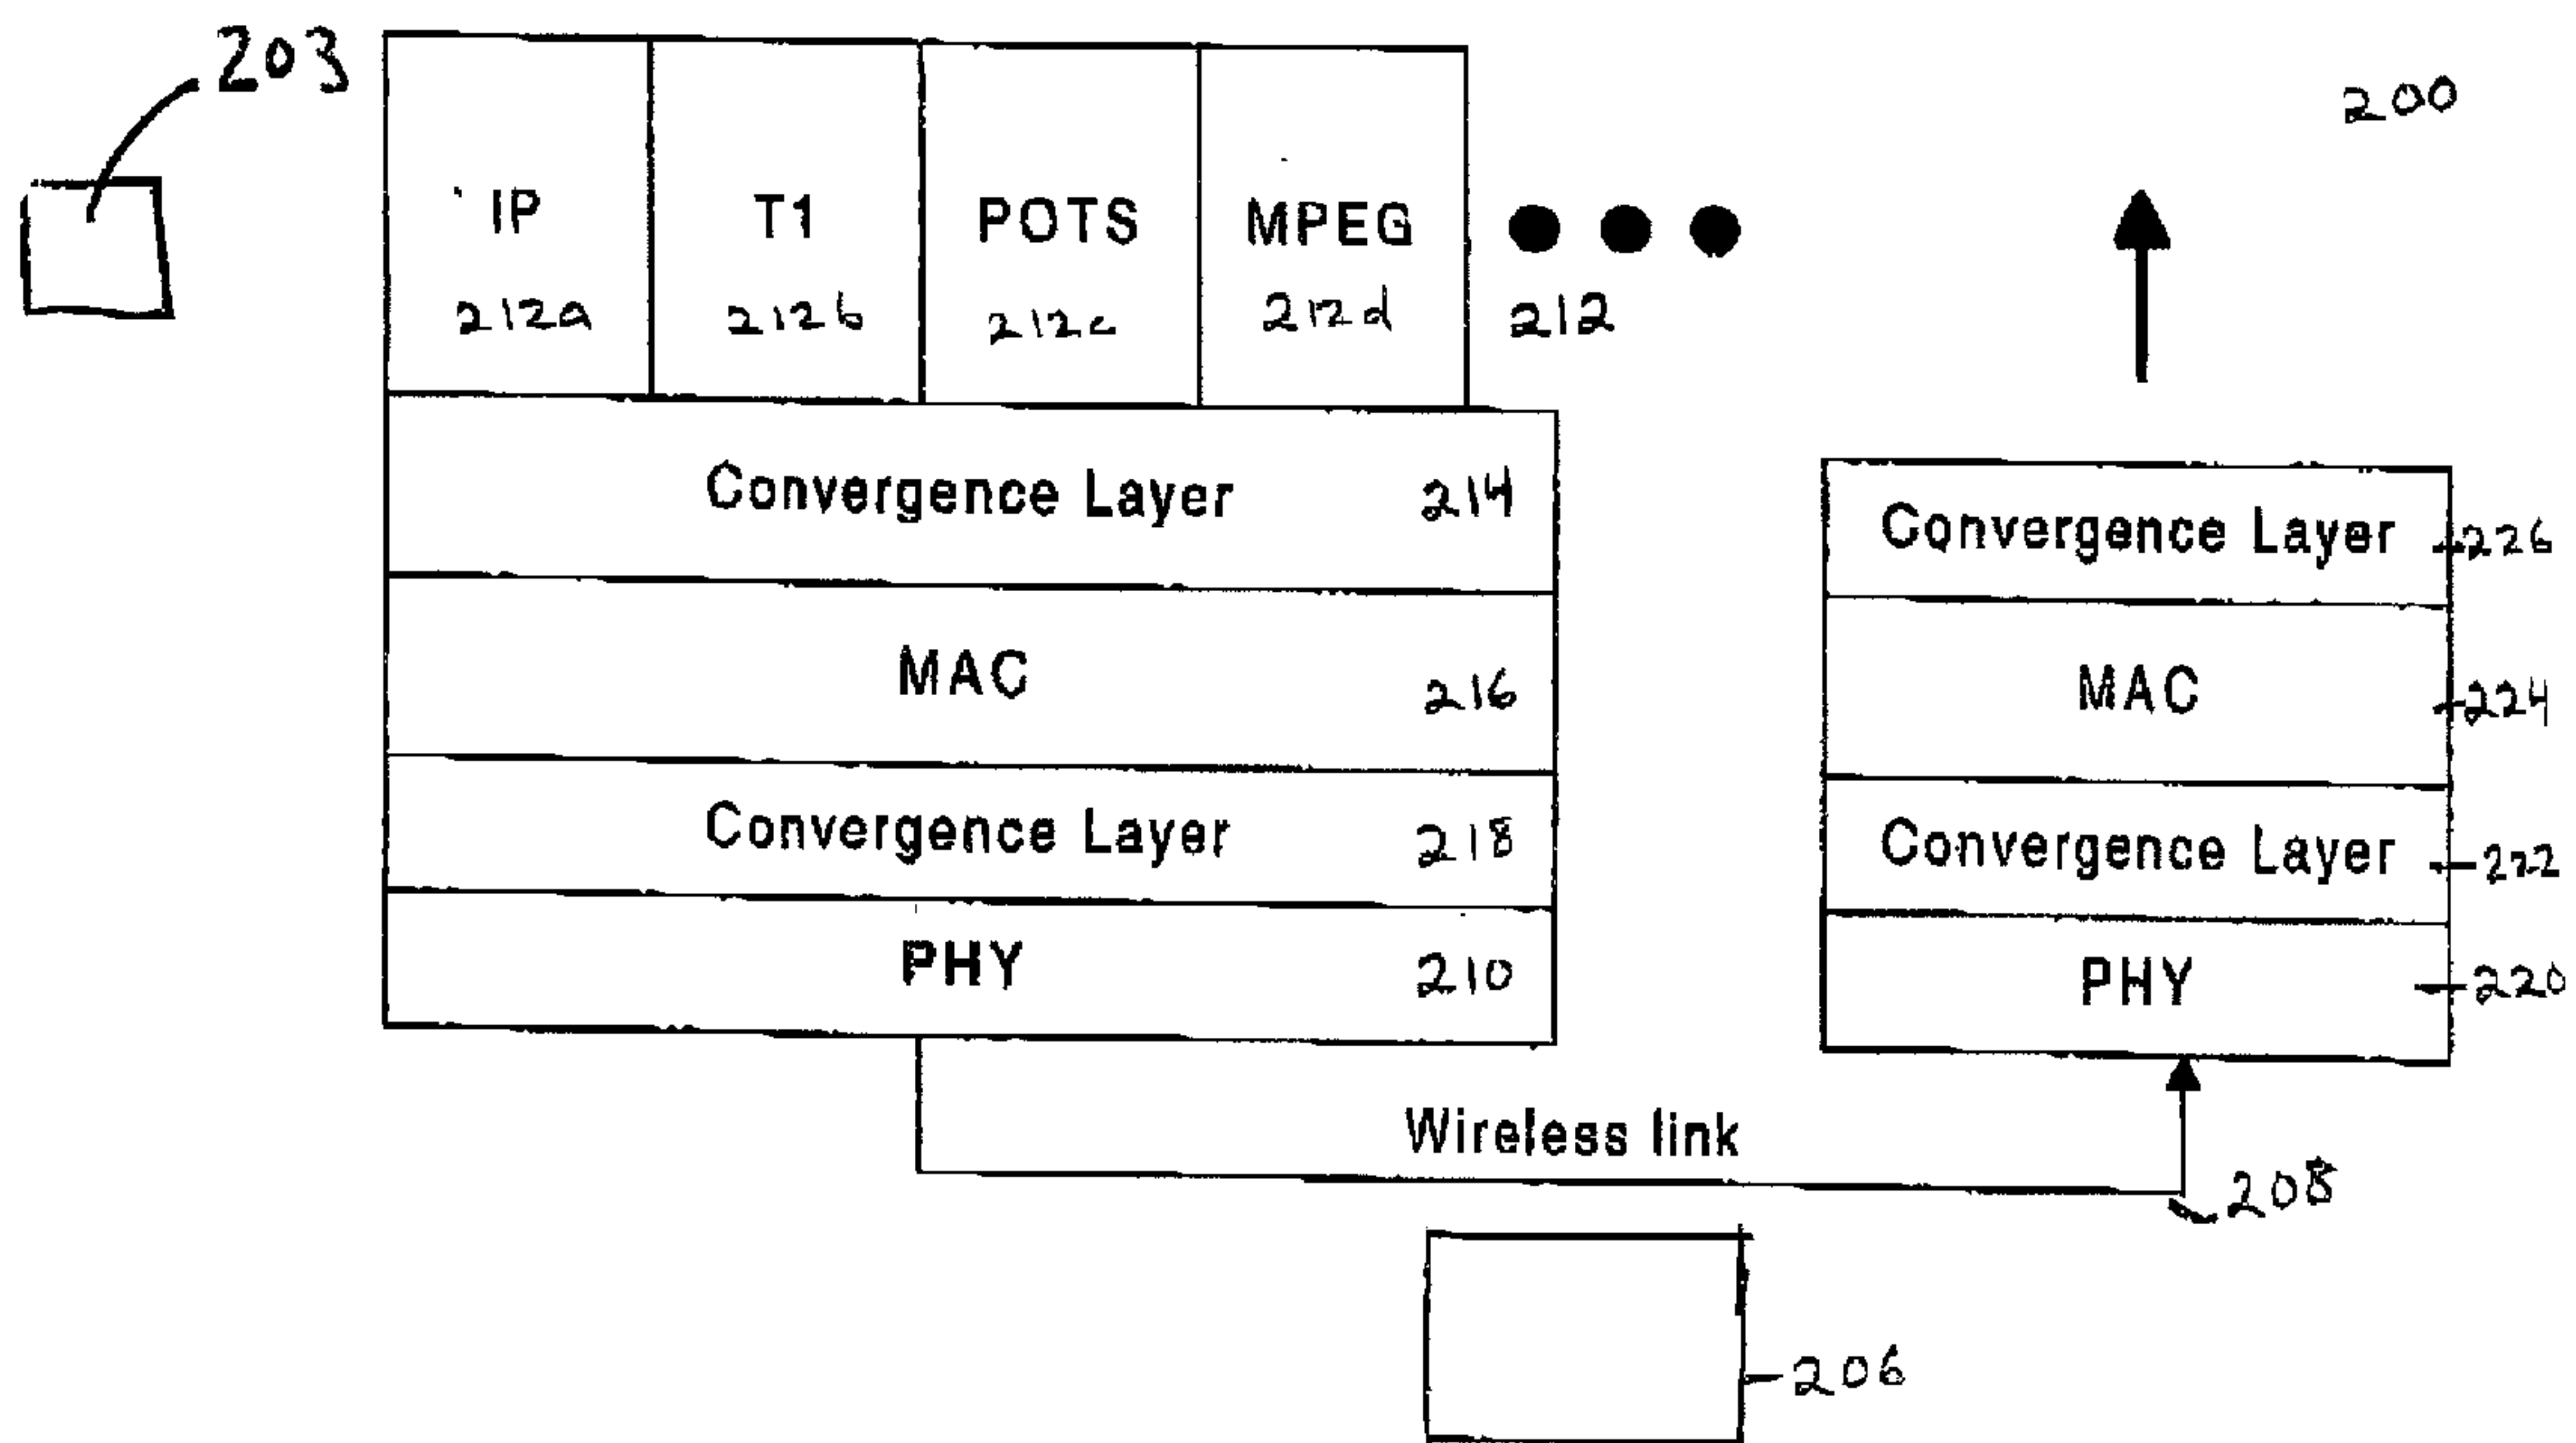 203
200
IP T1 POTS MPEG
212a 212b 212c 212d 212
Convergence Layer 214
MAC 216
Convergence Layer 218
PHY 210
Convergence Layer 226
MAC 224
Convergence Layer 222
PHY 220
Wireless link
208
206